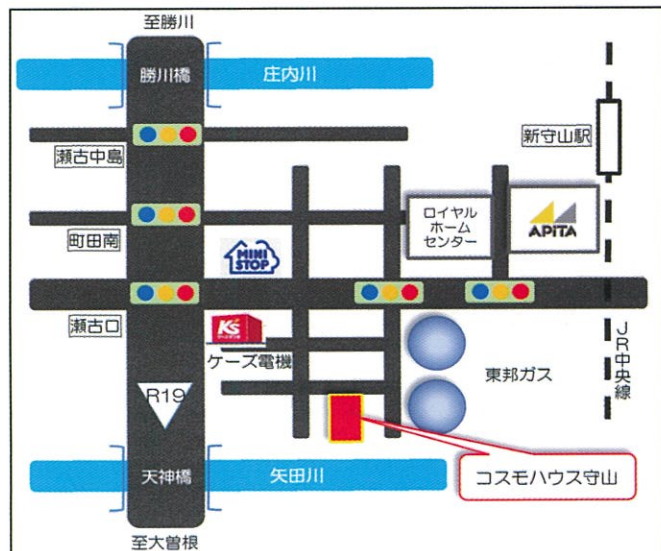 至勝川
勝川橋
庄内川
瀬古中島
新守山駅
町田南
MINI
STOP
ロイヤル
ホーム
センター
APiTA
瀬古口
K's
ケーズ電機
JR中央線
東邦ガス
R19
天神橋
矢田川
コスモハウス守山
至大曽根